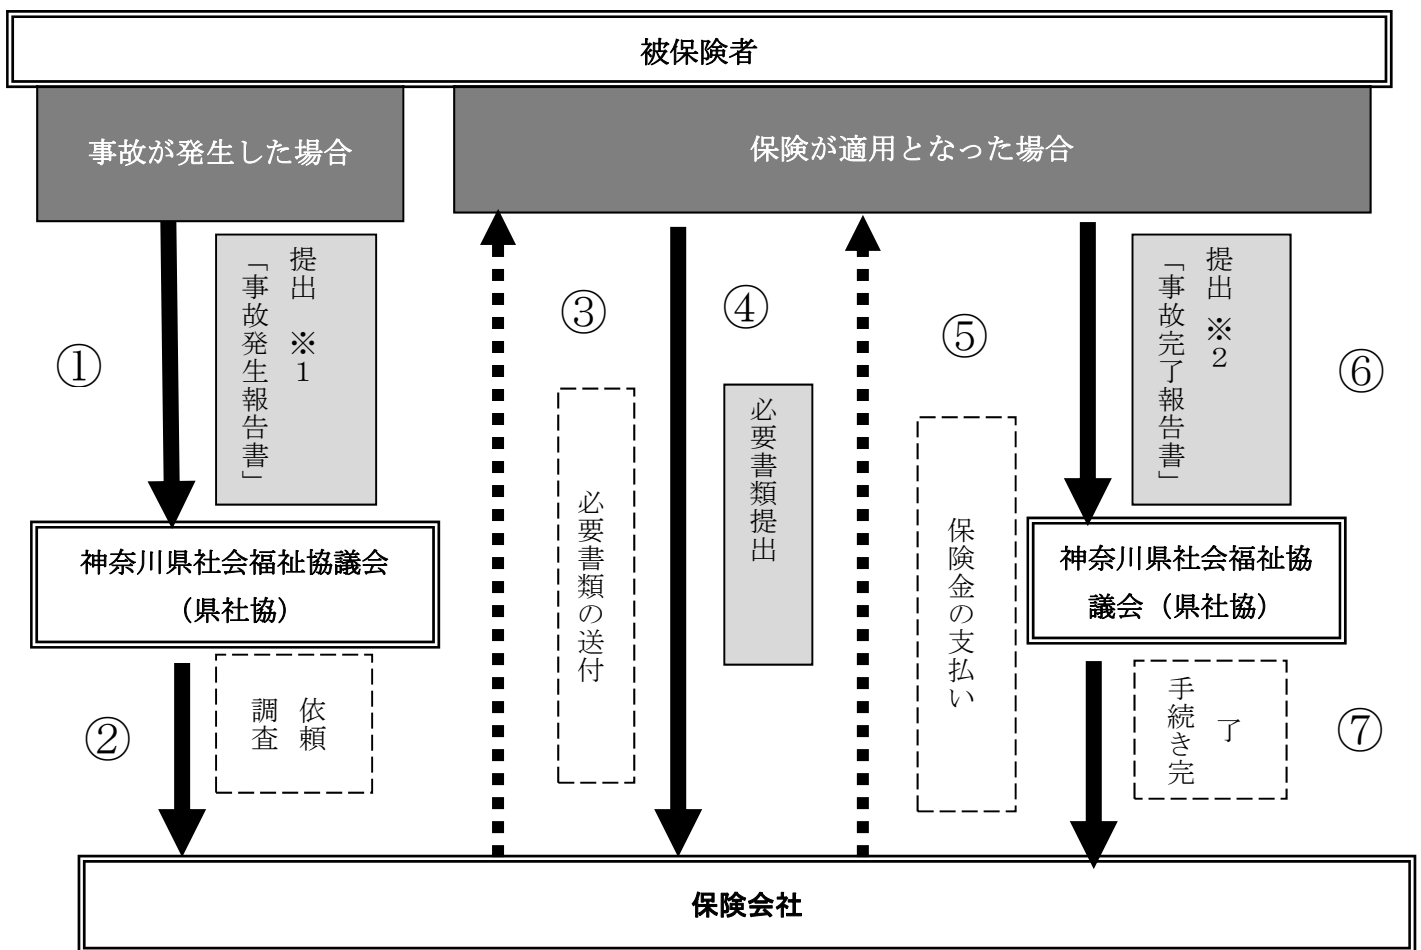 被保険者
事故が発生した場合
保険が適用となった場合
①
「事故発生報告書」
提出　※１
神奈川県社会福祉協議会
（県社協）
②
調査
依頼
③
必要書類の送付
④
必要書類提出
⑤
保険金の支払い
「事故完了報告書」
提出　※２
⑥
神奈川県社会福祉協
議会（県社協）
手続き完
了
⑦
保険会社